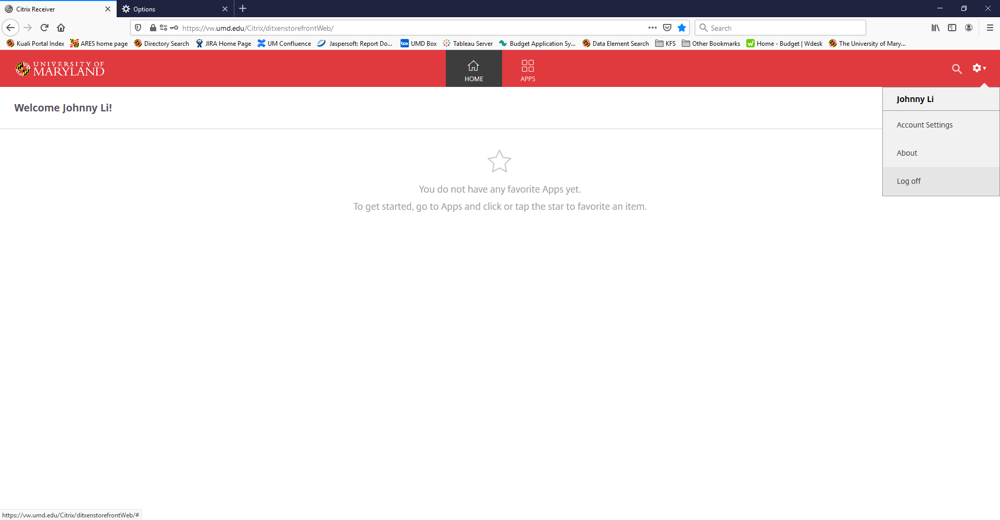 Citrix Receiver
Options
https://vw.umd.edu/Citrix/ditxenstorefrontWeb/
Search
Kuali Portal Index
ARES home page
Directory Search
JIRA Home Page
UM Confluence
Jaspersoft: Report Do...
box
UMD Box
Tableau Server
Budget Application Sy...
Data Element Search
KFS
Other Bookmarks
w
Home - Budget | Wdesk
The University of Mary...
UNIVERSITY OF
MARYLAND
HOME
APPS
Welcome Johnny Li!
Johnny Li
Account Settings
About
Log off
You do not have any favorite Apps yet.
To get started, go to Apps and click or tap the star to favorite an item.
https://vw.umd.edu/Citrix/ditxenstorefrontWeb/#